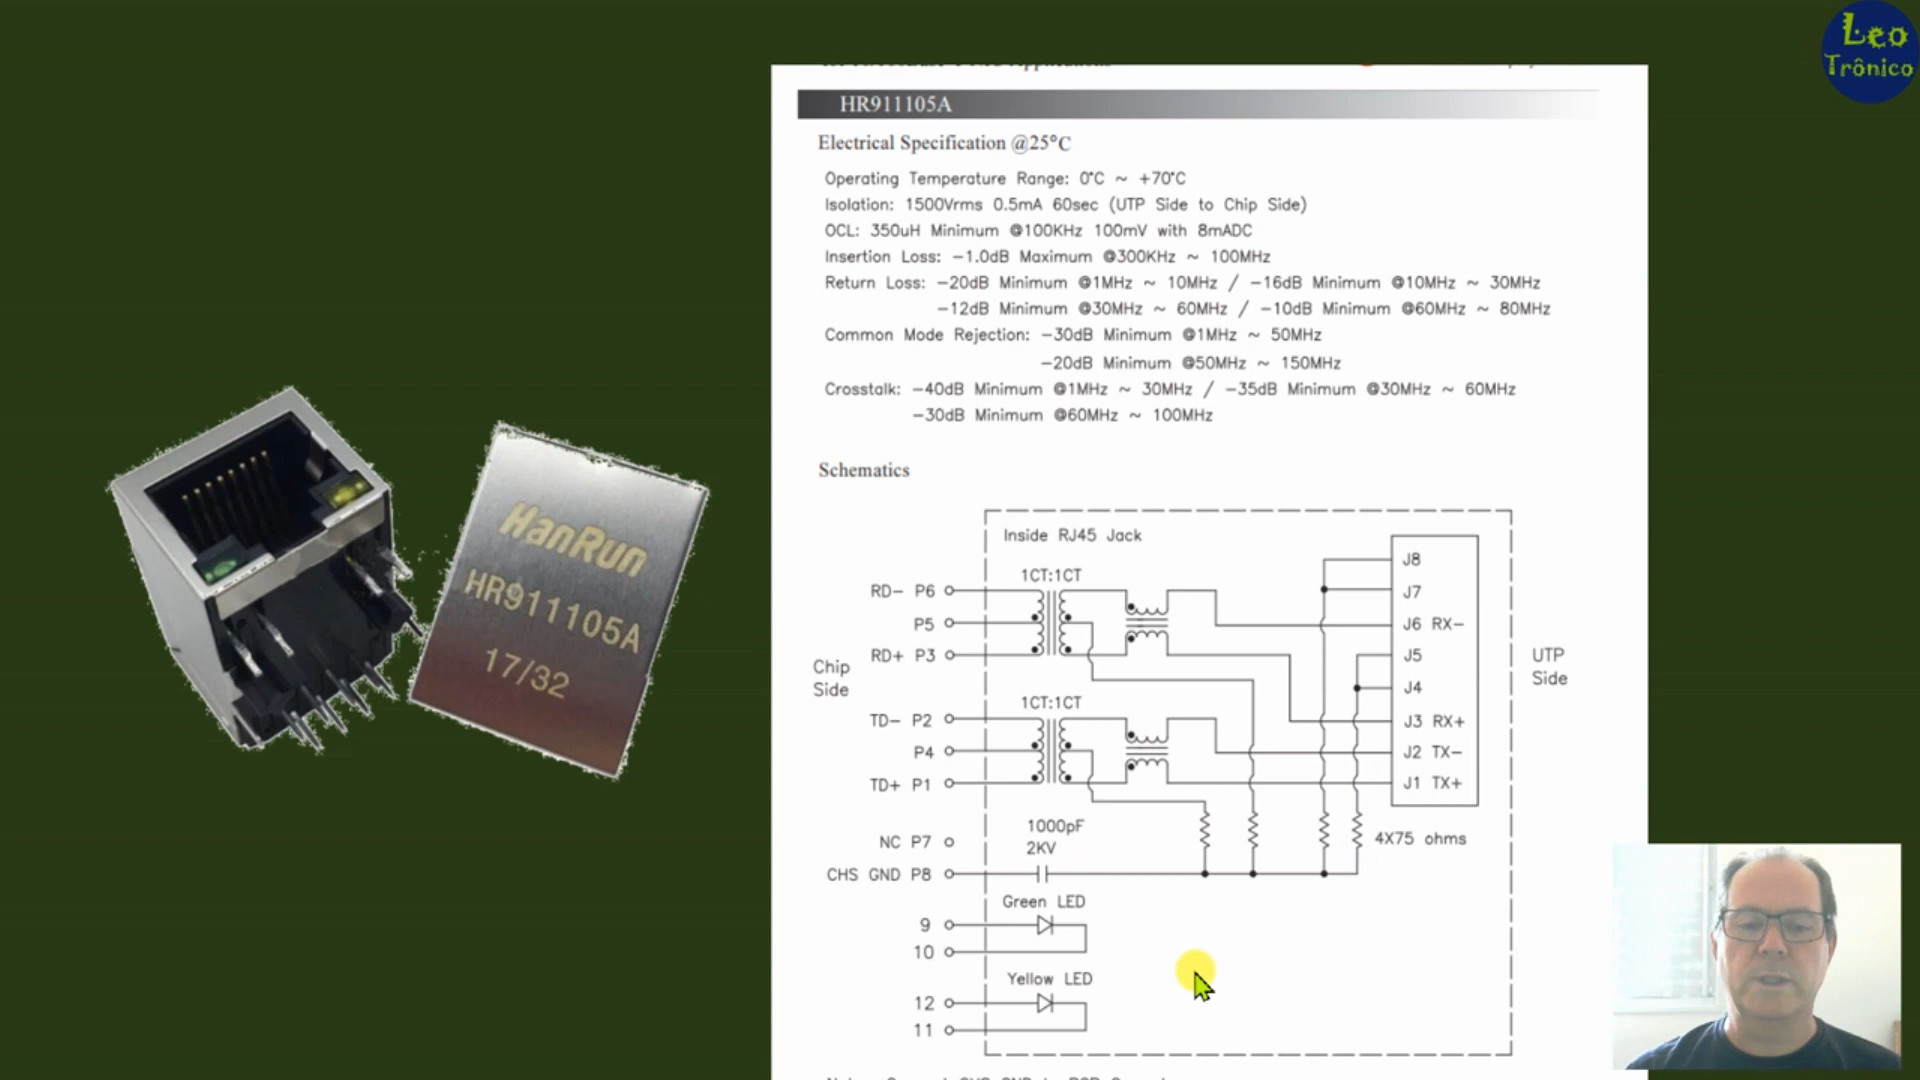 Leo
Trônico
HR911105A
Electrical Specification @25°C
Operating Temperature Range: 0°C ~ +70°C
Isolation: 1500Vrms 0.5mA 60sec (UTP Side to Chip Side)
OCL: 350uH Minimum @100KHz 100mV with 8mADC
Insertion Loss: -1.0dB Maximum @300KHz ~ 100MHz
Return Loss: -20dB Minimum @1MHz ~ 10MHz / -16dB Minimum @10MHz ~ 30MHz
-12dB Minimum @30MHz ~ 60MHz / -10dB Minimum @60MHz ~ 80MHz
Common Mode Rejection: -30dB Minimum @1MHz ~ 50MHz
-20dB Minimum @50MHz ~ 150MHz
Crosstalk: -40dB Minimum @1MHz ~ 30MHz / -35dB Minimum @30MHz ~ 60MHz
-30dB Minimum @60MHz ~ 100MHz
Schematics
Inside RJ45 Jack
1CT:1CT
RD- P6
P5
RD+ P3
Chip
Side
1CT:1CT
TD- P2
P4
TD+ P1
J8
J7
J6 RX-
J5
J4
J3 RX+
J2 TX-
J1 TX+
UTP
Side
1000pF
2KV
4X75 ohms
NC P7
CHS GND P8
Green LED
9
10
Yellow LED
12
11
HanRun
HR911105A
17/32